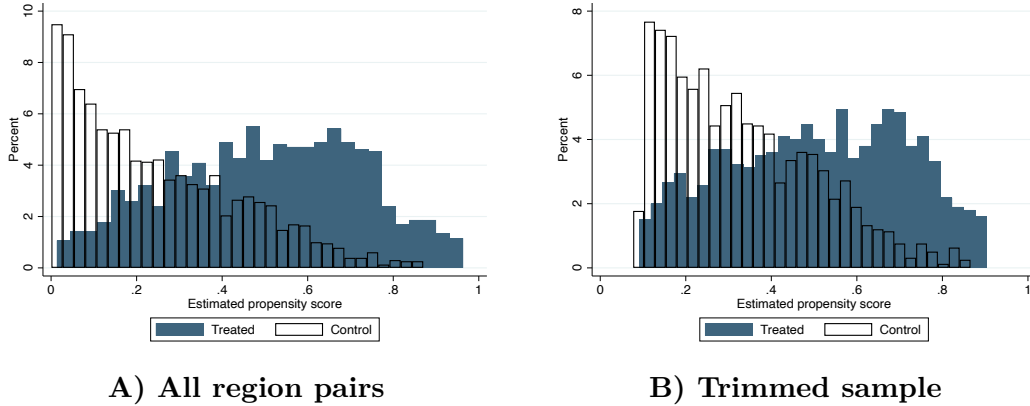 10
8
6
4
2
0
Percent
0
.2
.4
.6
.8
1
Estimated propensity score
Treated
Control
A) All region pairs
8
6
4
2
0
Percent
0
.2
.4
.6
.8
1
Estimated propensity score
Treated
Control
B) Trimmed sample